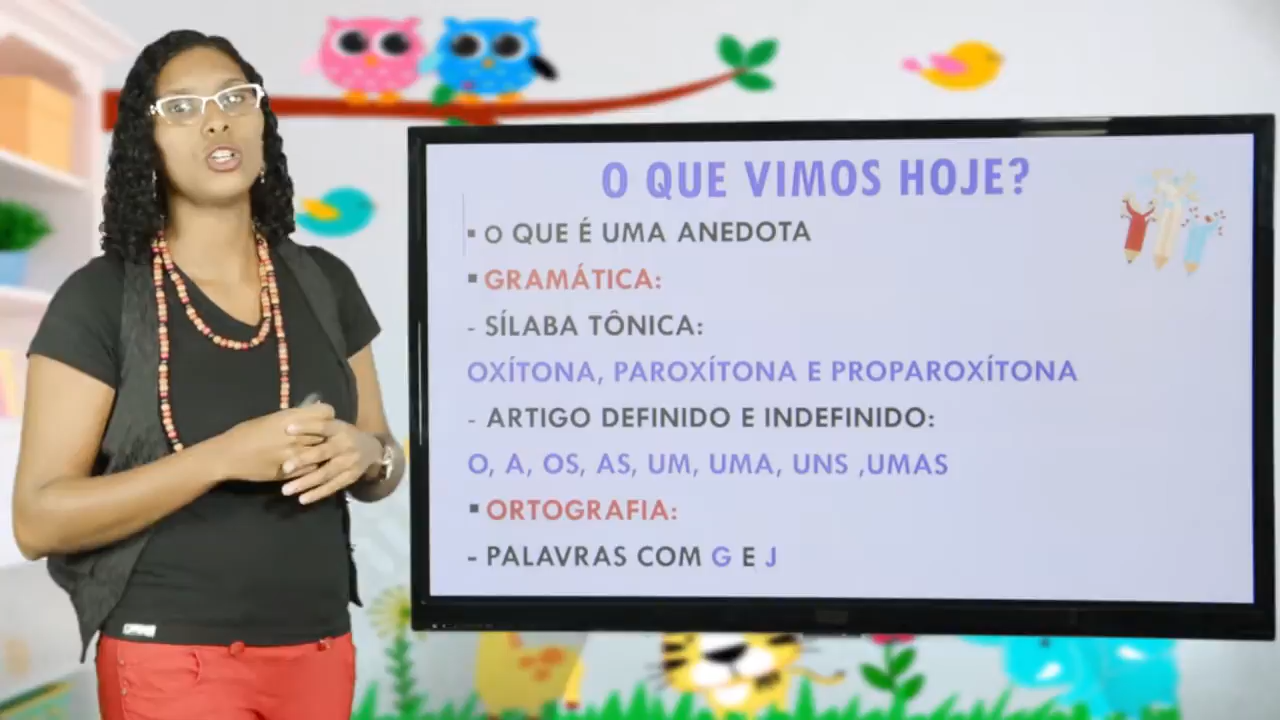 O QUE VIMOS HOJE?
▪ O QUE É UMA ANEDOTA
▪ GRAMÁTICA:
- SÍLABA TÔNICA:
OXÍTONA, PAROXÍTONA E PROPAROXÍTONA
- ARTIGO DEFINIDO E INDEFINIDO:
O, A, OS, AS, UM, UMA, UNS ,UMAS
▪ ORTOGRAFIA:
- PALAVRAS COM G E J